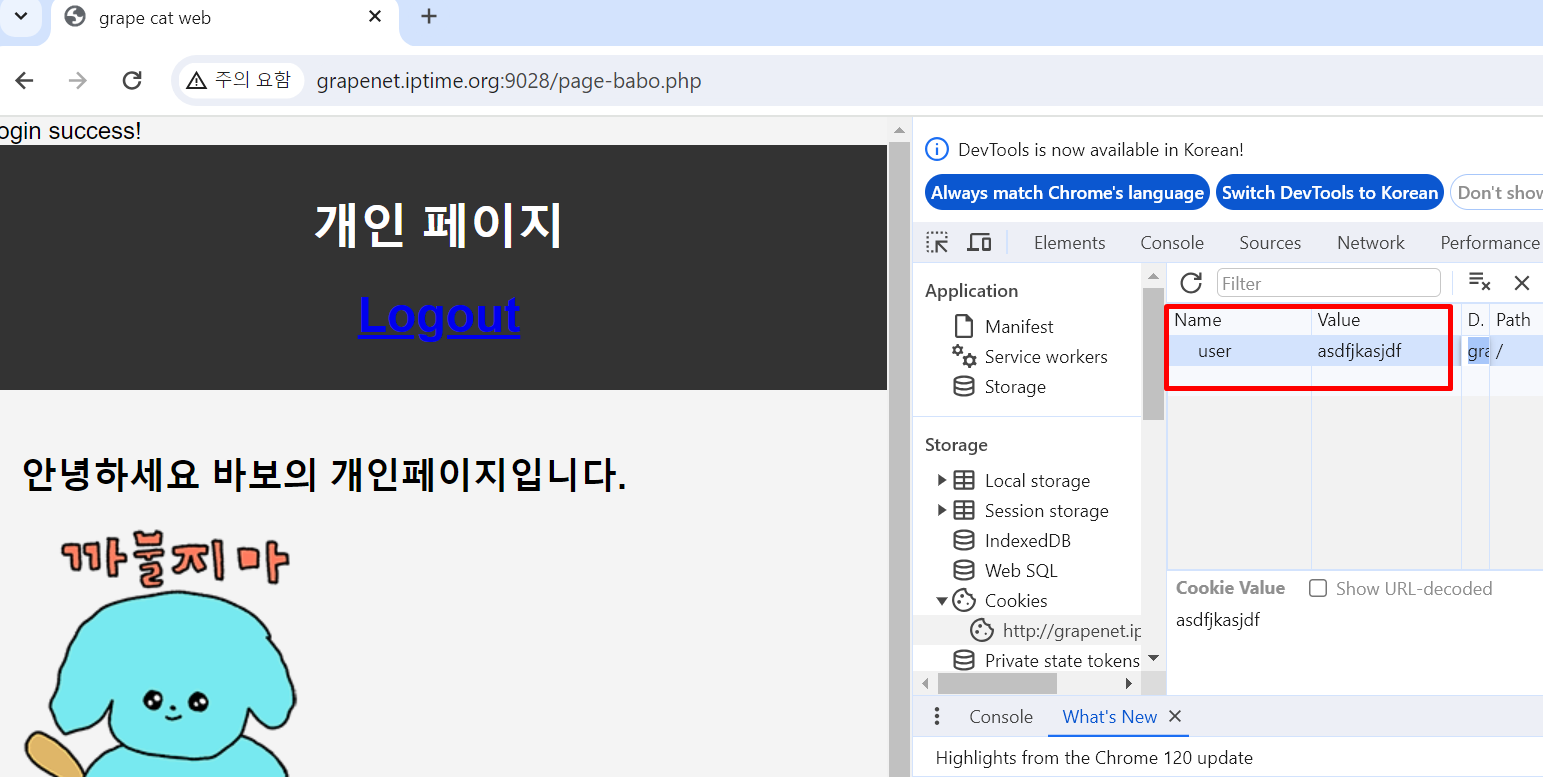 grape cat web
주의 요함 grapenet.iptime.org:9028/page-babo.php
ogin success!
개인 페이지
Logout
안녕하세요 바보의 개인페이지입니다.
까불지마
DevTools is now available in Korean!
Always match Chrome's language Switch DevTools to Korean Don't show
Elements Console Sources Network Performance
Application
Manifest
Service workers
Storage
Storage
Local storage
Session storage
IndexedDB
Web SQL
Cookies
http://grapenet.ip
Private state tokens
Filter
Name Value D. Path
user asdfjkasjdf gra /
Cookie Value Show URL-decoded
asdfjkasjdf
Console What's New
Highlights from the Chrome 120 update